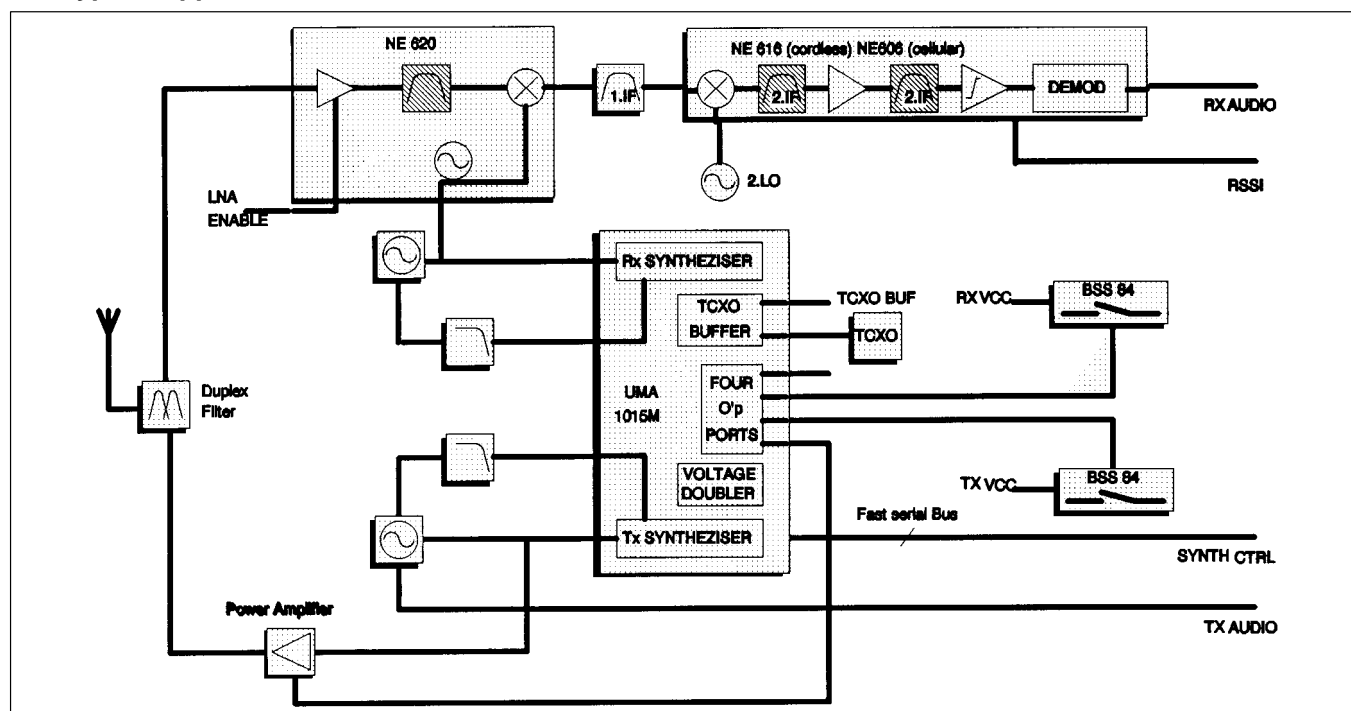 NE 620
NE 616 (cordless) NE606 (cellular)
1.IF
2.IF
2.IF
DEMOD
RX AUDIO
2.LO
RSSI
LNA
ENABLE
Rx SYNTHEZISER
TCXO
BUFFER
TCXO BUF
TCXO
RX VCC
BSS 84
Duplex
Filter
UMA
1015M
FOUR
O'p
PORTS
VOLTAGE
DOUBLER
TX VCC
BSS 84
Fast serial Bus
Tx SYNTHEZISER
SYNTH CTRL
Power Amplifier
TX AUDIO